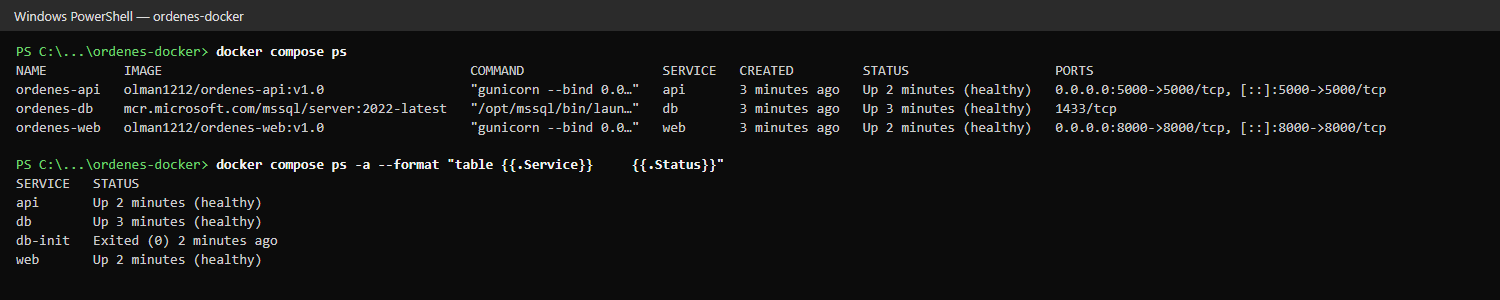 Windows PowerShell — ordenes-docker
PS C:\...\ordenes-docker> docker compose ps
NAME          IMAGE                                        COMMAND                  SERVICE   CREATED         STATUS                   PORTS
ordenes-api   olman1212/ordenes-api:v1.0                   "gunicorn --bind 0.0…"   api       3 minutes ago   Up 2 minutes (healthy)   0.0.0.0:5000->5000/tcp, [::]:5000->5000/tcp
ordenes-db    mcr.microsoft.com/mssql/server:2022-latest   "/opt/mssql/bin/laun…"   db        3 minutes ago   Up 3 minutes (healthy)   1433/tcp
ordenes-web   olman1212/ordenes-web:v1.0                   "gunicorn --bind 0.0…"   web       3 minutes ago   Up 2 minutes (healthy)   0.0.0.0:8000->8000/tcp, [::]:8000->8000/tcp
PS C:\...\ordenes-docker> docker compose ps -a --format "table {{.Service}}     {{.Status}}"
SERVICE   STATUS
api       Up 2 minutes (healthy)
db        Up 3 minutes (healthy)
db-init   Exited (0) 2 minutes ago
web       Up 2 minutes (healthy)